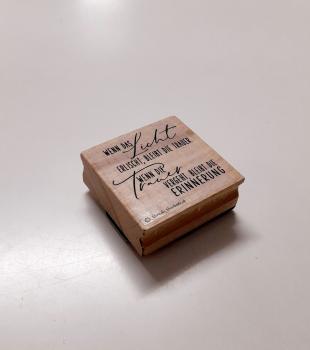 WENN DAS Licht
ERLISCHT, BLEIBT DIE TRAUER
WENN DIE
Trauer
VERGEHT, BLEIBT DIE
ERINNERUNG